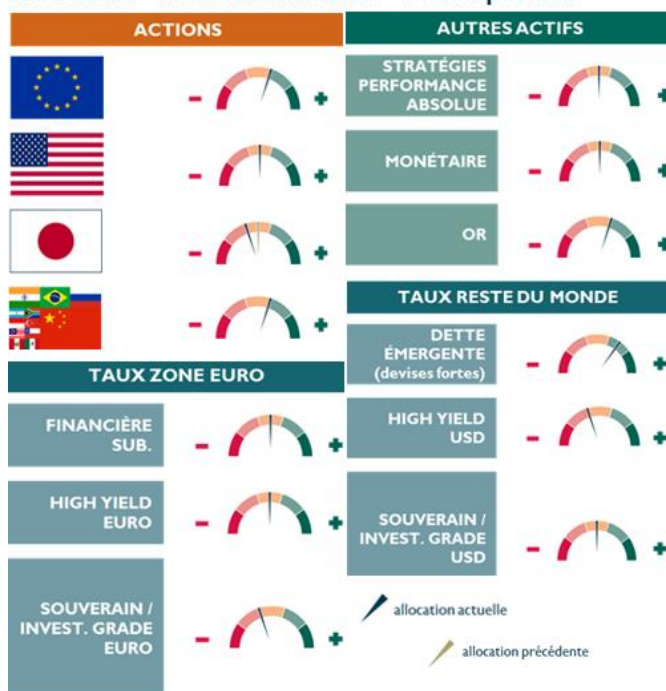 ACTIONS
AUTRES ACTIFS
STRATÉGIES
PERFORMANCE
ABSOLUE
MONÉTAIRE
OR
TAUX RESTE DU MONDE
DETTE
ÉMERGENTE
(devises fortes)
TAUX ZONE EURO
FINANCIÈRE
SUB.
HIGH YIELD
USD
HIGH YIELD
EURO
SOUVERAIN /
INVEST. GRADE
USD
SOUVERAIN /
INVEST. GRADE
EURO
allocation actuelle
allocation précédente